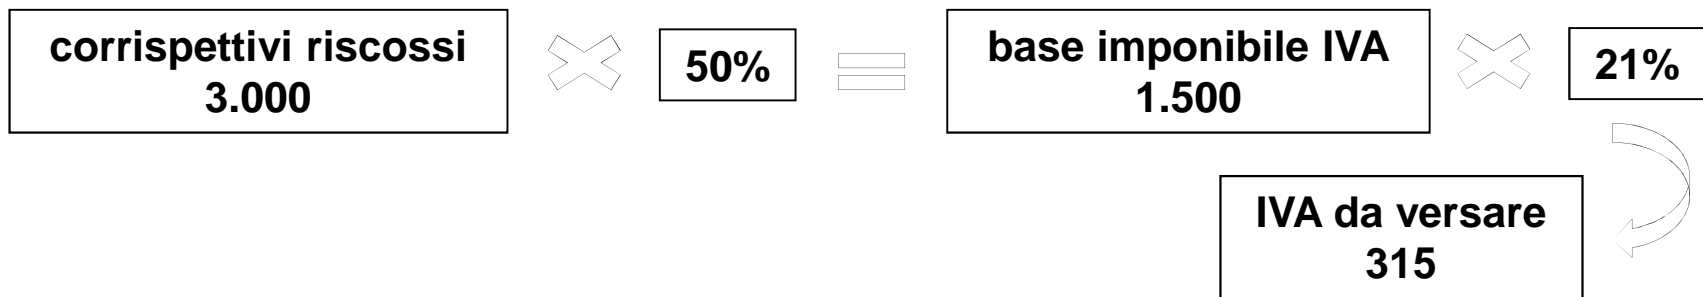 corrispettivi riscossi
3.000
50%
base imponibile IVA
1.500
21%
IVA da versare
315